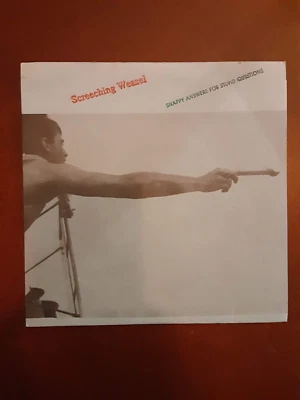 Screeching Weasel
SNAPPY ANSWERS FOR STUPID QUESTIONS